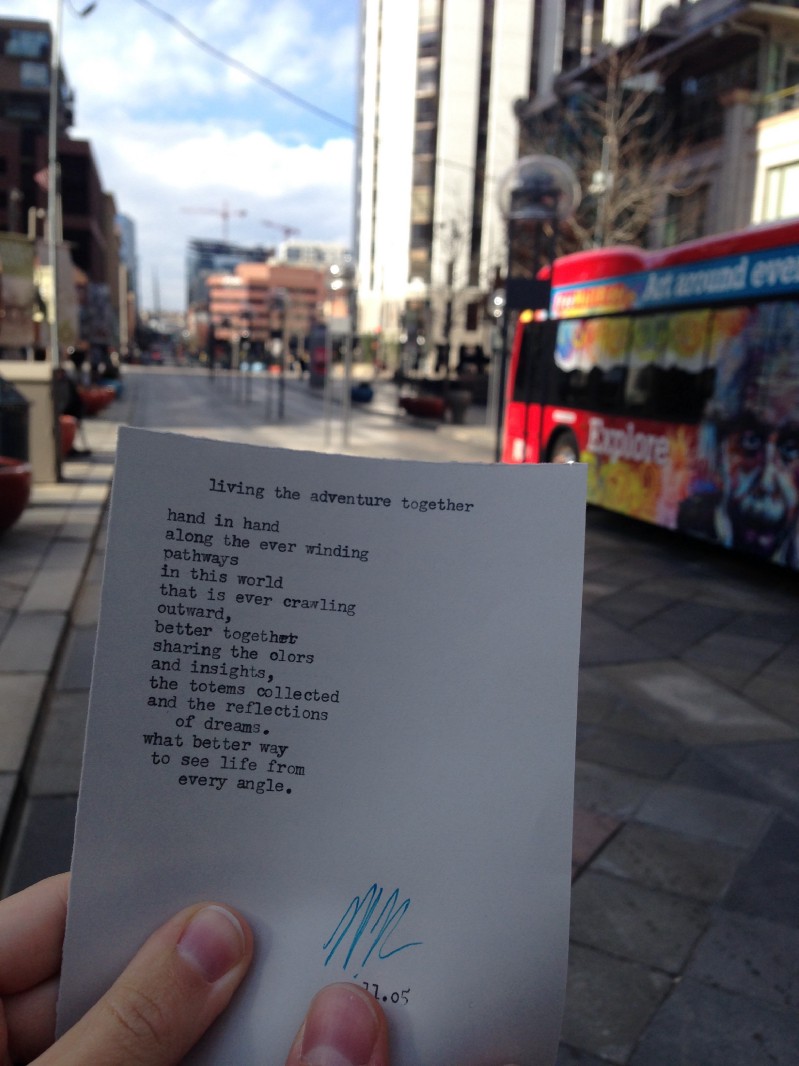 living the adventure together
hand in hand
along the ever winding
pathways
in this world
that is ever crawling
outward,
better together
sharing the olors
and insights,
the totems collected
and the reflections
of dreams.
what better way
to see life from
every angle.
11.05
Art around eve
Explore